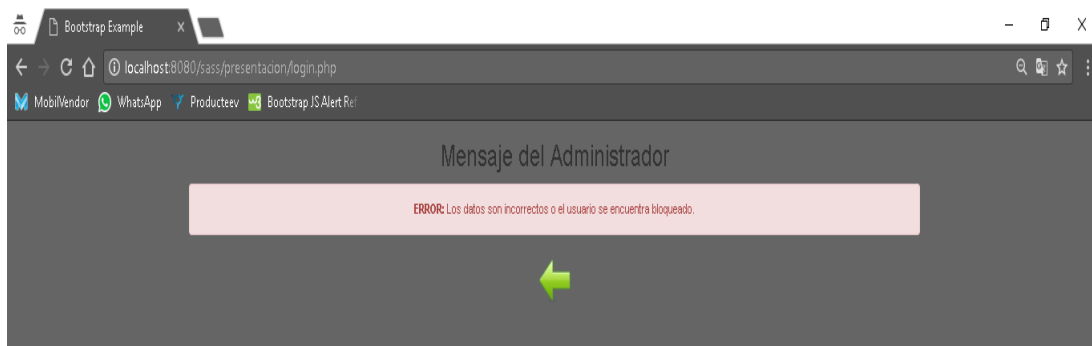 Bootstrap Example
localhost:8080/sass/presentacion/login.php
MobilVendor WhatsApp Producteev Bootstrap JS Alert Ref
Mensaje del Administrador
ERROR: Los datos son incorrectos o el usuario se encuentra bloqueado.